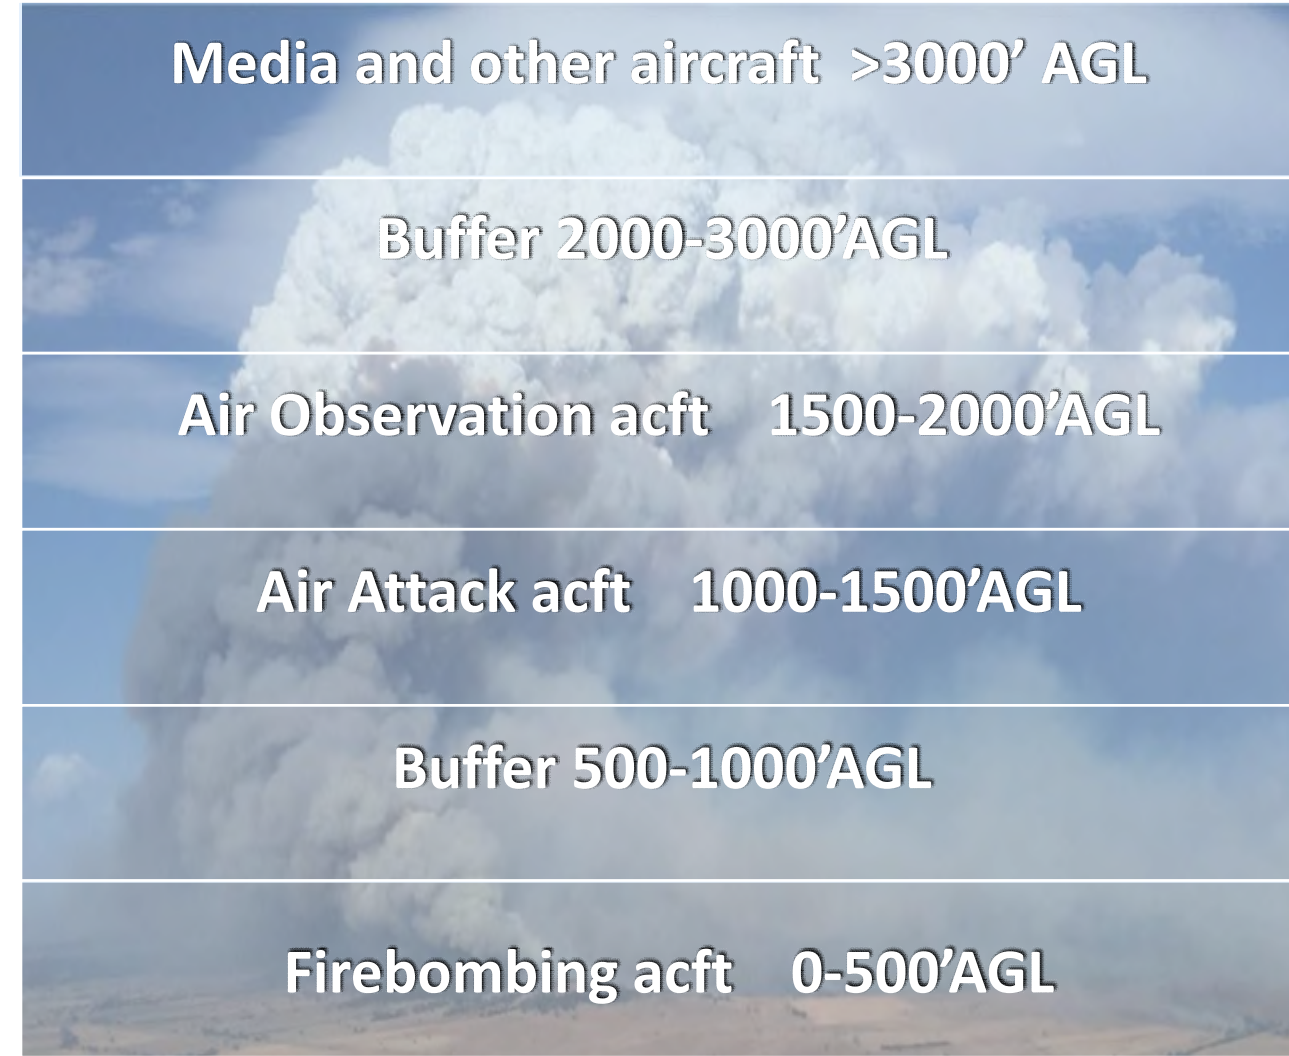 Media and other aircraft >3000’ AGL
Buffer 2000-3000’AGL
Air Observation acft 1500-2000’AGL
Air Attack acft 1000-1500’AGL
Buffer 500-1000’AGL
Firebombing acft 0-500’AGL